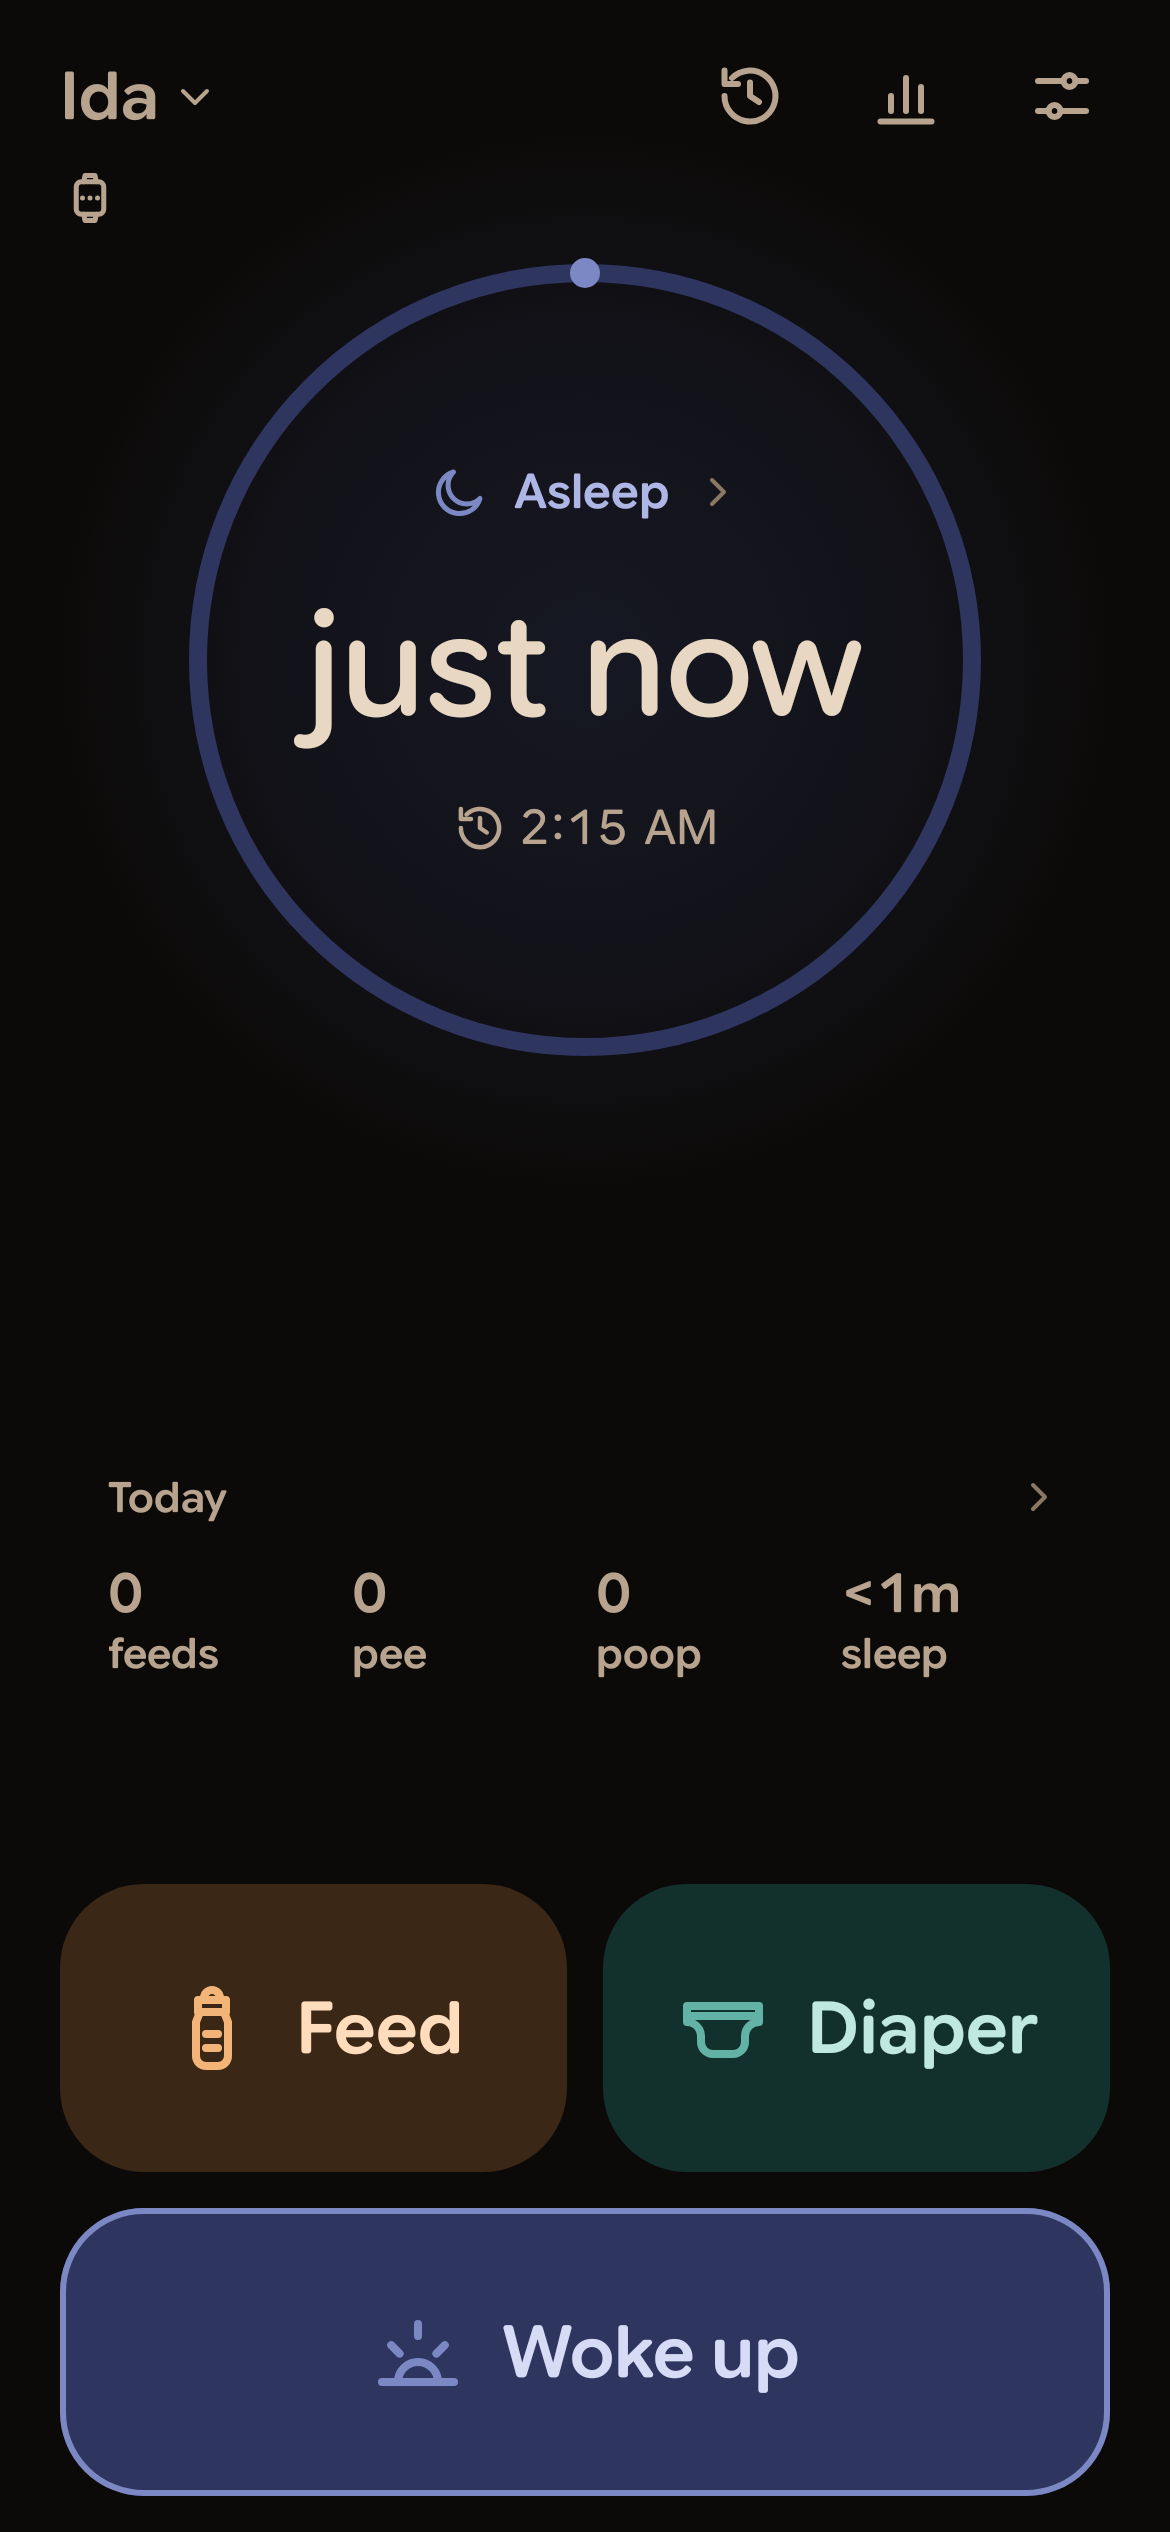 Ida
Asleep
just now
2:15 AM
Today
0 0 0 <1m
feeds pee poop sleep
Feed Diaper
Woke up